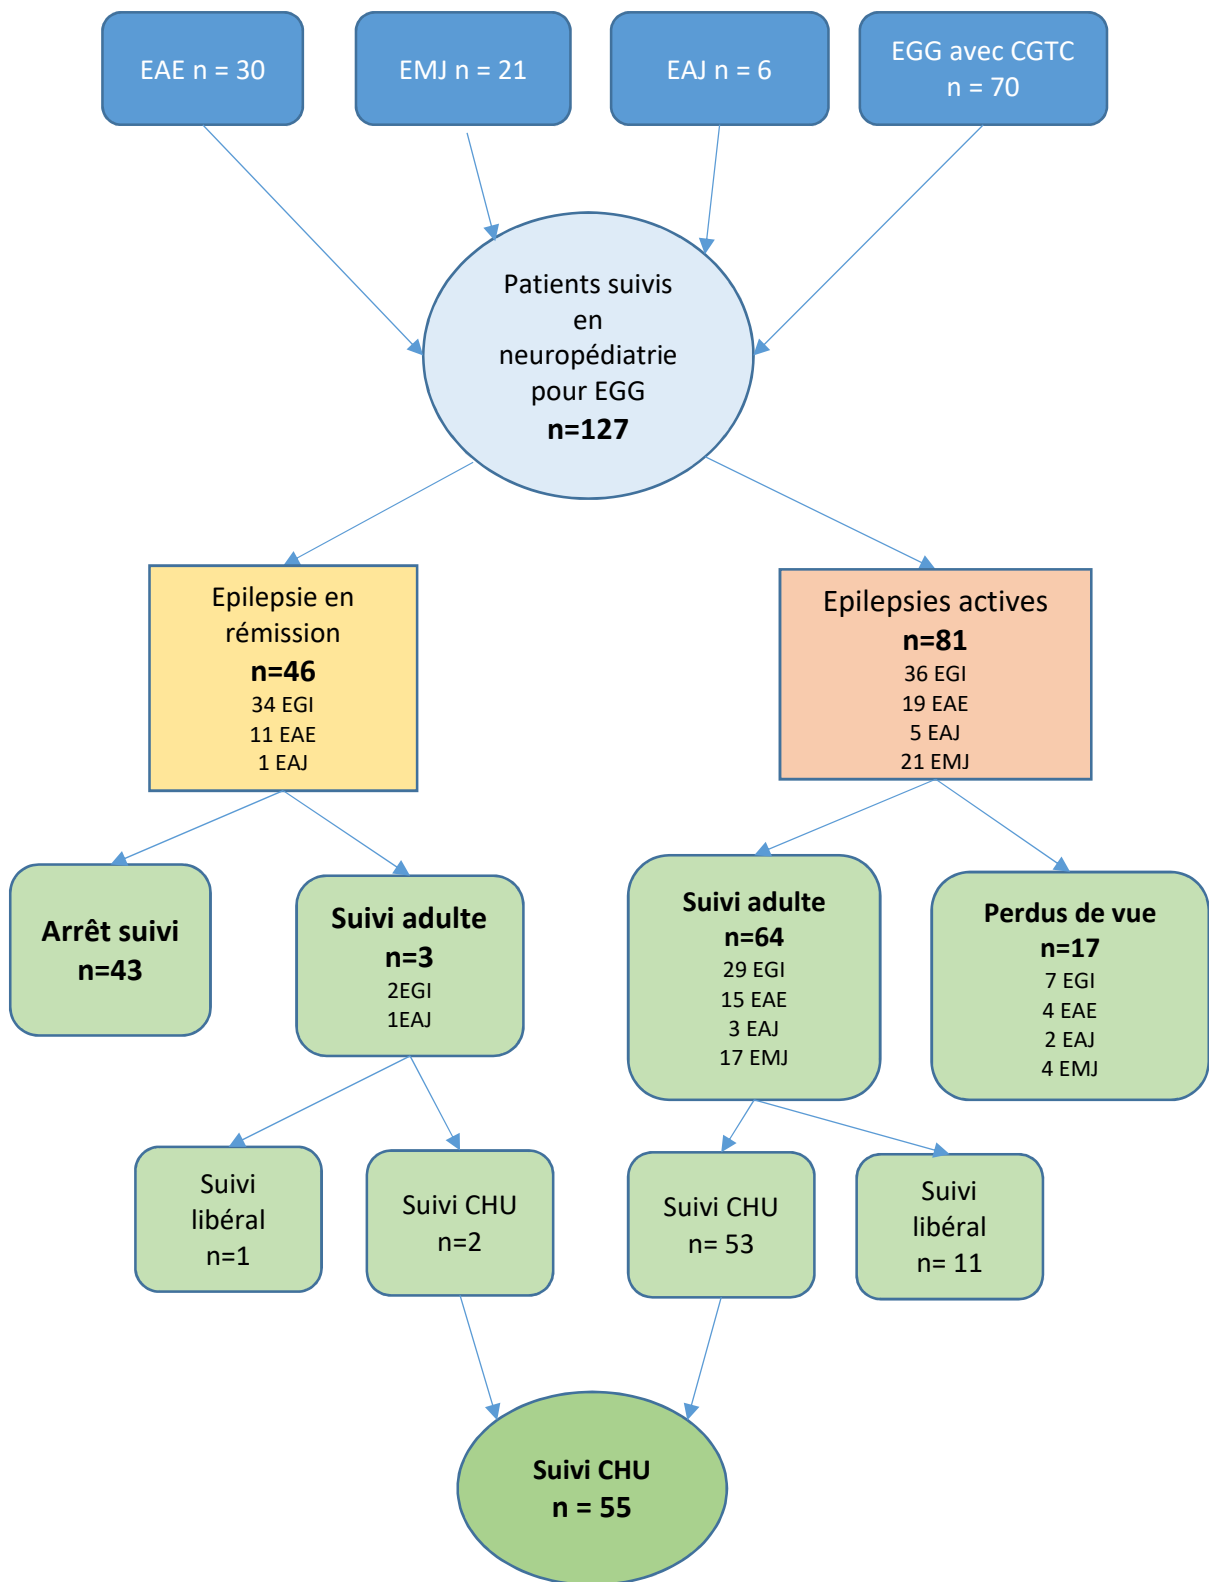 EAE n = 30
EMJ n = 21
EAJ n = 6
EGG avec CGTC
n = 70
Patients suivis
en
neuropédiatrie
pour EGG
n=127
Epilepsie en
rémission
n=46
34 EGI
11 EAE
1 EAJ
Epilepsies actives
n=81
36 EGI
19 EAE
5 EAJ
21 EMJ
Arrêt suivi
n=43
Suivi adulte
n=3
2EGI
1EAJ
Suivi adulte
n=64
29 EGI
15 EAE
3 EAJ
17 EMJ
Perdus de vue
n=17
7 EGI
4 EAE
2 EAJ
4 EMJ
Suivi
libéral
n=1
Suivi CHU
n=2
Suivi CHU
n= 53
Suivi
libéral
n= 11
Suivi CHU
n = 55